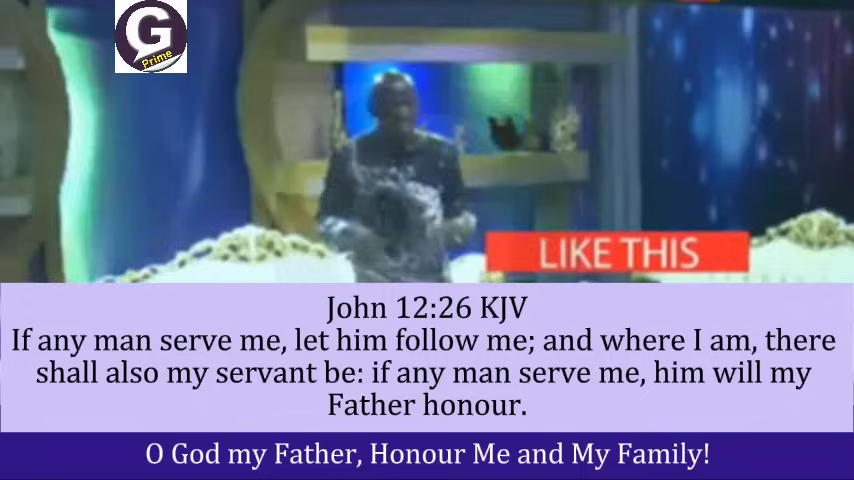 G
Prime
LIKE THIS
John 12:26 KJV
If any man serve me, let him follow me; and where I am, there
shall also my servant be: if any man serve me, him will my
Father honour.
O God my Father, Honour Me and My Family!